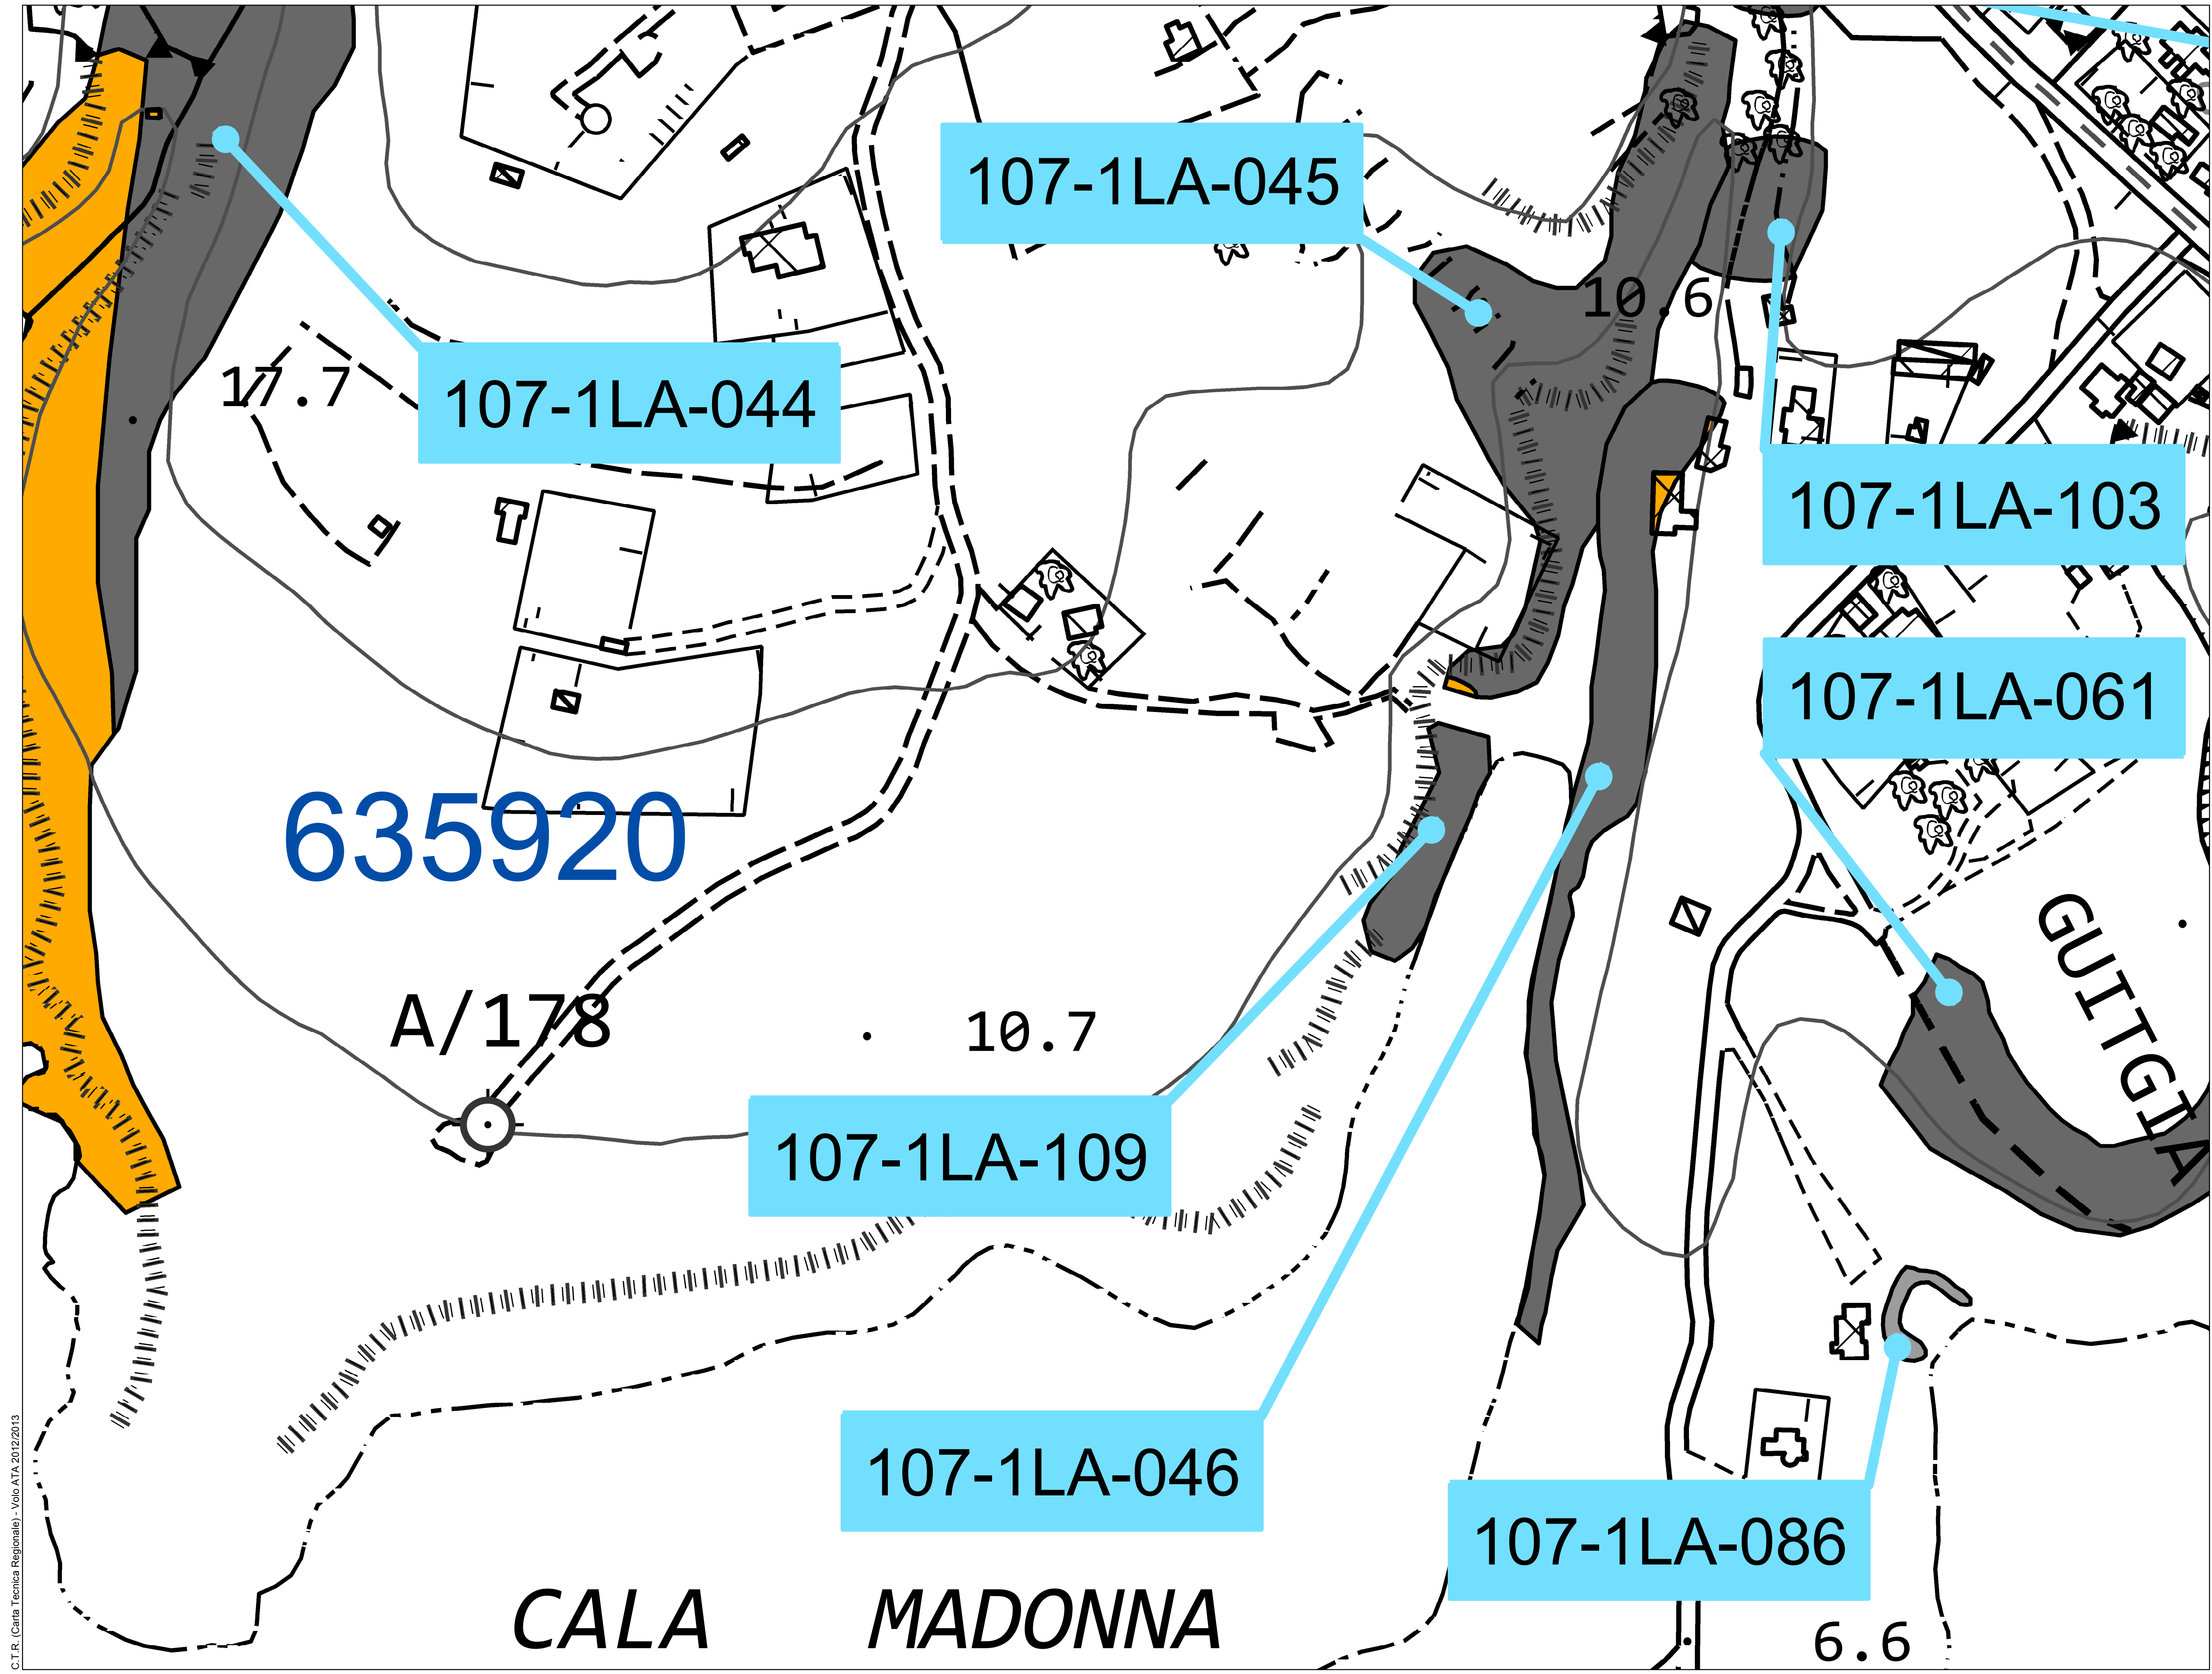 107-1LA-045
10.6
17.7
107-1LA-044
107-1LA-103
107-1LA-061
635920
GUITGIA
A/178
10.7
107-1LA-109
107-1LA-046
107-1LA-086
CALA MADONNA
6.6
C.T.R. (Carta Tecnica Regionale) - Volo ATA 2012/2013